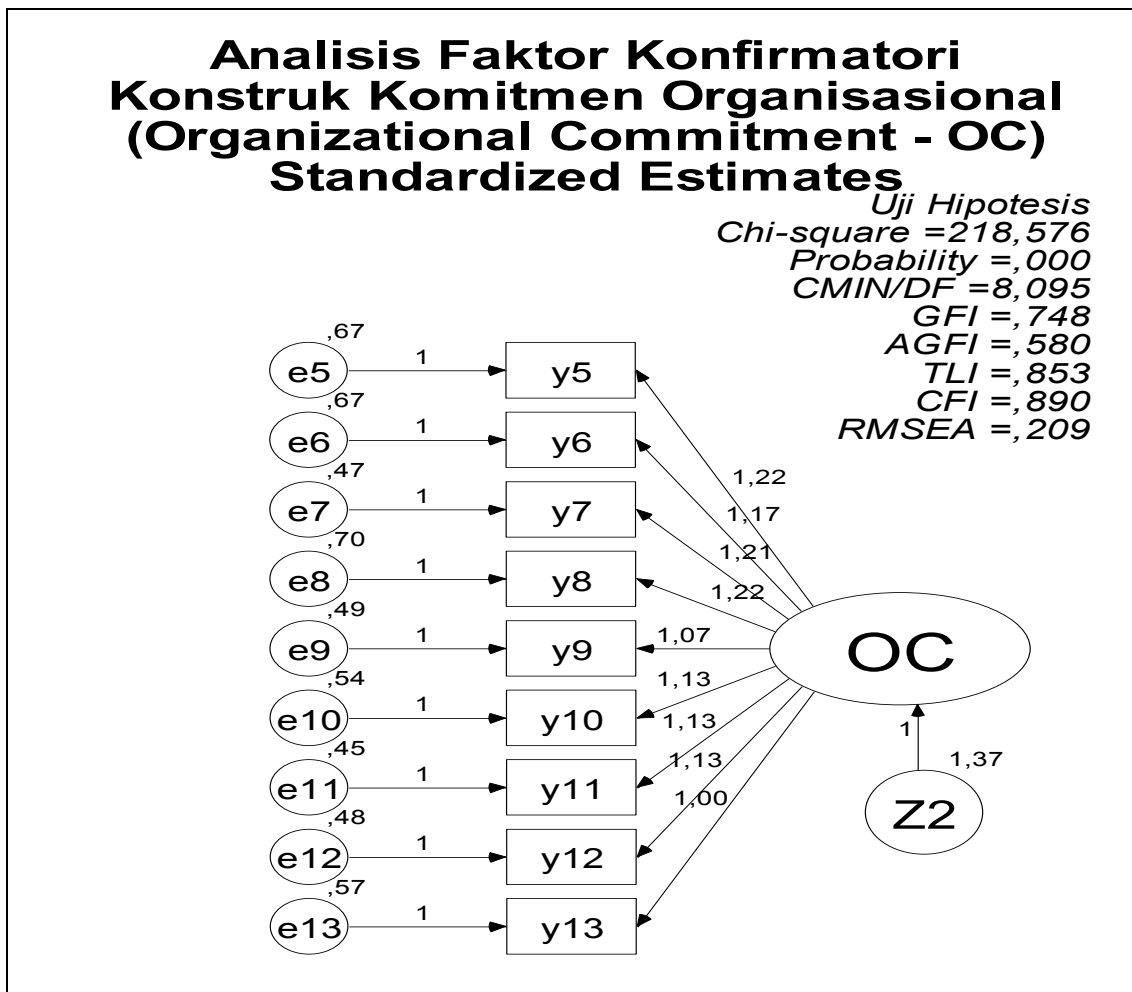 Analisis Faktor Konfirmatori
Konstruk Komitmen Organisasional
(Organizational Commitment - OC)
Standardized Estimates
Uji Hipotesis
Chi-square =218,576
Probability =,000
CMIN/DF =8,095
GFI =,748
AGFI =,580
TLI =,853
CFI =,890
RMSEA =,209
,67
e5 1 y5
,67
e6 1 y6
,47
e7 1 y7
,70
e8 1 y8
,49
e9 1 y9
,54
e10 1 y10
,45
e11 1 y11
,48
e12 1 y12
,57
e13 1 y13
1,22
1,17
1,21
1,22
1,07
1,13
1,13
1,13
1,00
OC
1
1,37
Z2